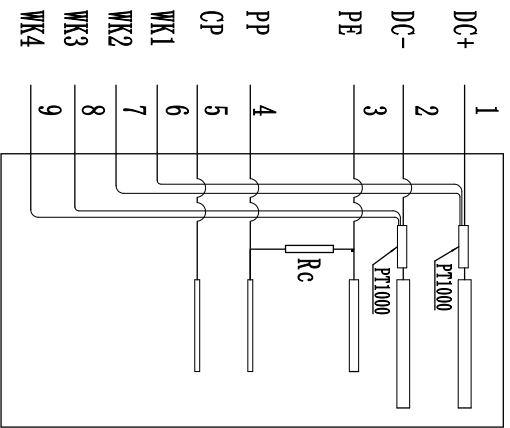 DC+
1
DC-
2
PE
3
PP
4
CP
5
WK1
6
WK2
7
WK3
8
WK4
9
PT1000
PT1000
Rc